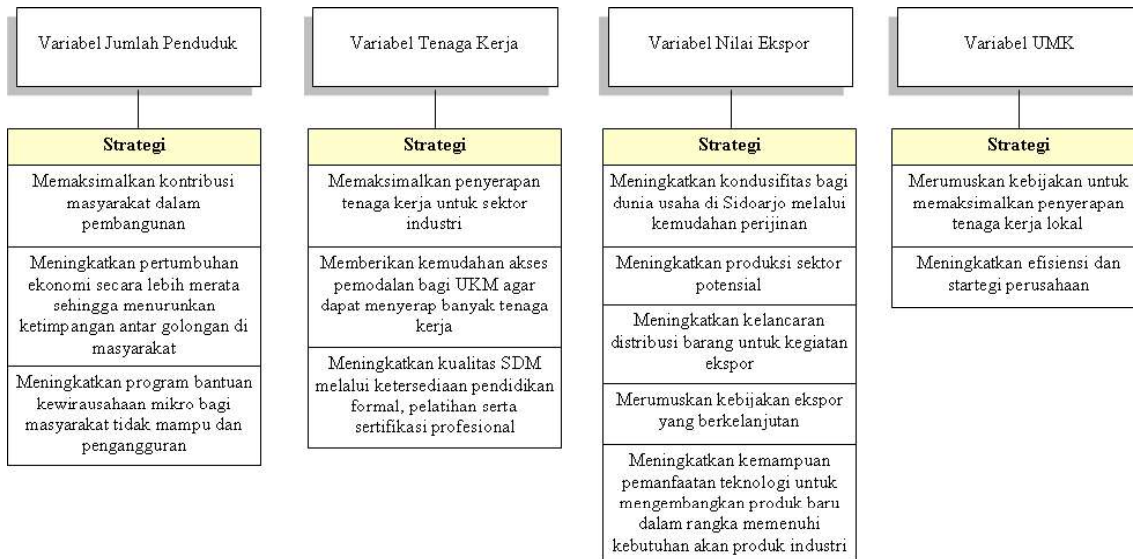 Variabel Jumlah Penduduk
Variabel Tenaga Kerja
Variabel Nilai Ekspor
Variabel UMK
Strategi
Memaksimalkan kontribusi
masyarakat dalam
pembangunan
Meningkatkan pertumbuhan
ekonomi secara lebih merata
sehingga menurunkan
ketimpangan antar golongan di
masyarakat
Meningkatkan program bantuan
kewirausahaan mikro bagi
masyarakat tidak mampu dan
pengangguran
Strategi
Memaksimalkan penyerapan
tenaga kerja untuk sektor
industri
Memberikan kemudahan akses
pemodalan bagi UKM agar
dapat menyerap banyak tenaga
kerja
Meningkatkan kualitas SDM
melalui ketersediaan pendidikan
formal, pelatihan serta
sertifikasi profesional
Strategi
Meningkatkan kondusifitas bagi
dunia usaha di Sidoarjo melalui
kemudahan perijinan
Meningkatkan produksi sektor
potensial
Meningkatkan kelancaran
distribusi barang untuk kegiatan
ekspor
Merumuskan kebijakan ekspor
yang berkelanjutan
Meningkatkan kemampuan
pemanfaatan teknologi untuk
mengembangkan produk baru
dalam rangka memenuhi
kebutuhan akan produk industri
Strategi
Merumuskan kebijakan untuk
memaksimalkan penyerapan
tenaga kerja lokal
Meningkatkan efisiensi dan
startegi perusahaan